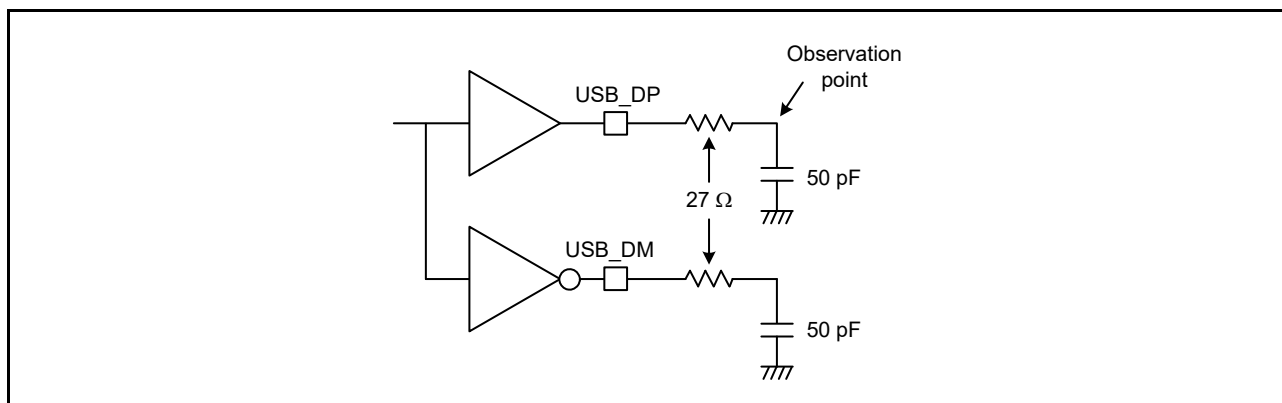 Observation
point
USB_DP
50 pF
27 Ω
USB_DM
50 pF